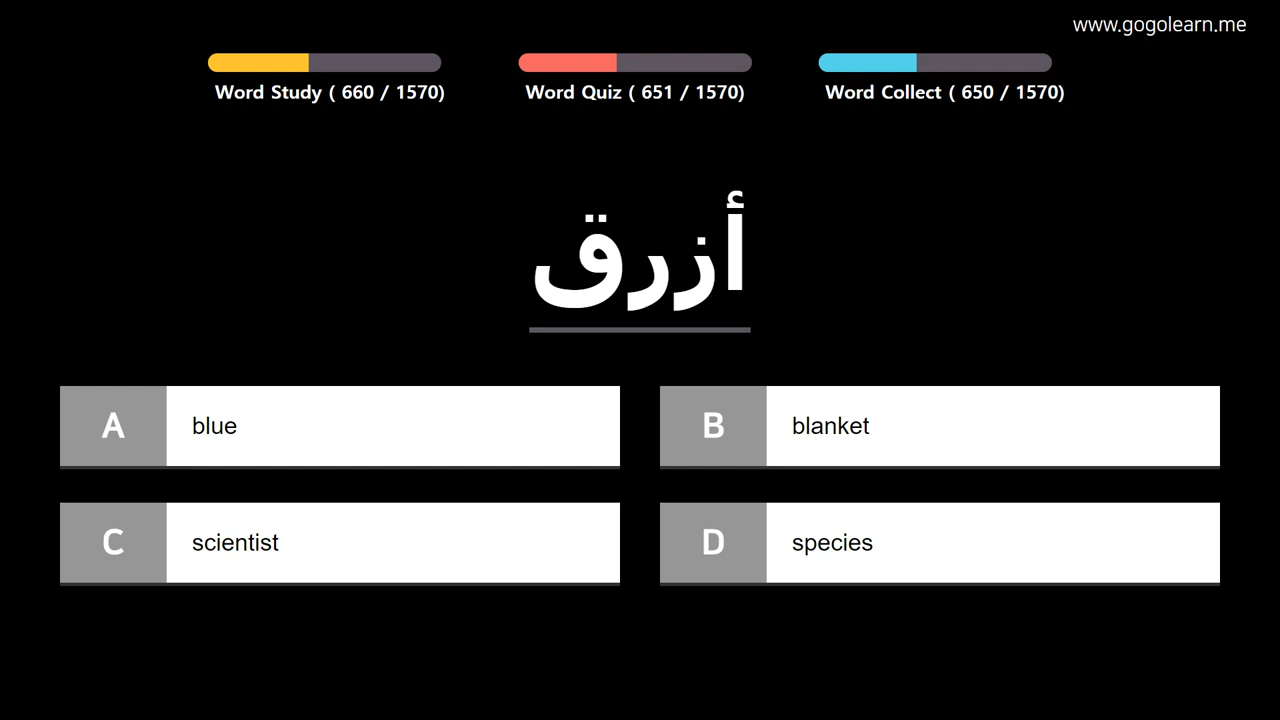 www.gogolearn.me
Word Study ( 660 / 1570)
Word Quiz ( 651 / 1570)
Word Collect ( 650 / 1570)
أزرق
A blue
B blanket
C scientist
D species